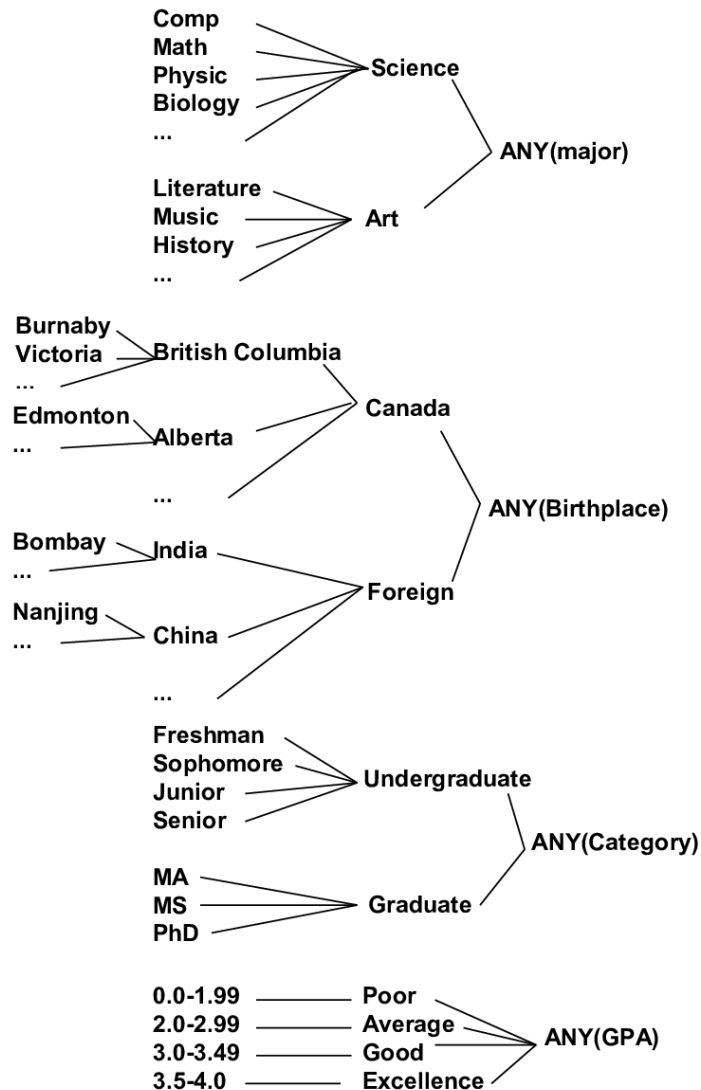 Comp
Math
Physic
Biology
...
Science
ANY(major)
Literature
Music
History
...
Art
Burnaby
Victoria
...
British Columbia
Edmonton
...
Alberta
...
Canada
ANY(Birthplace)
Bombay
...
India
Nanjing
...
China
...
Foreign
Freshman
Sophomore
Junior
Senior
Undergraduate
ANY(Category)
MA
MS
PhD
Graduate
0.0-1.99 Poor
2.0-2.99 Average
3.0-3.49 Good
3.5-4.0 Excellence
ANY(GPA)